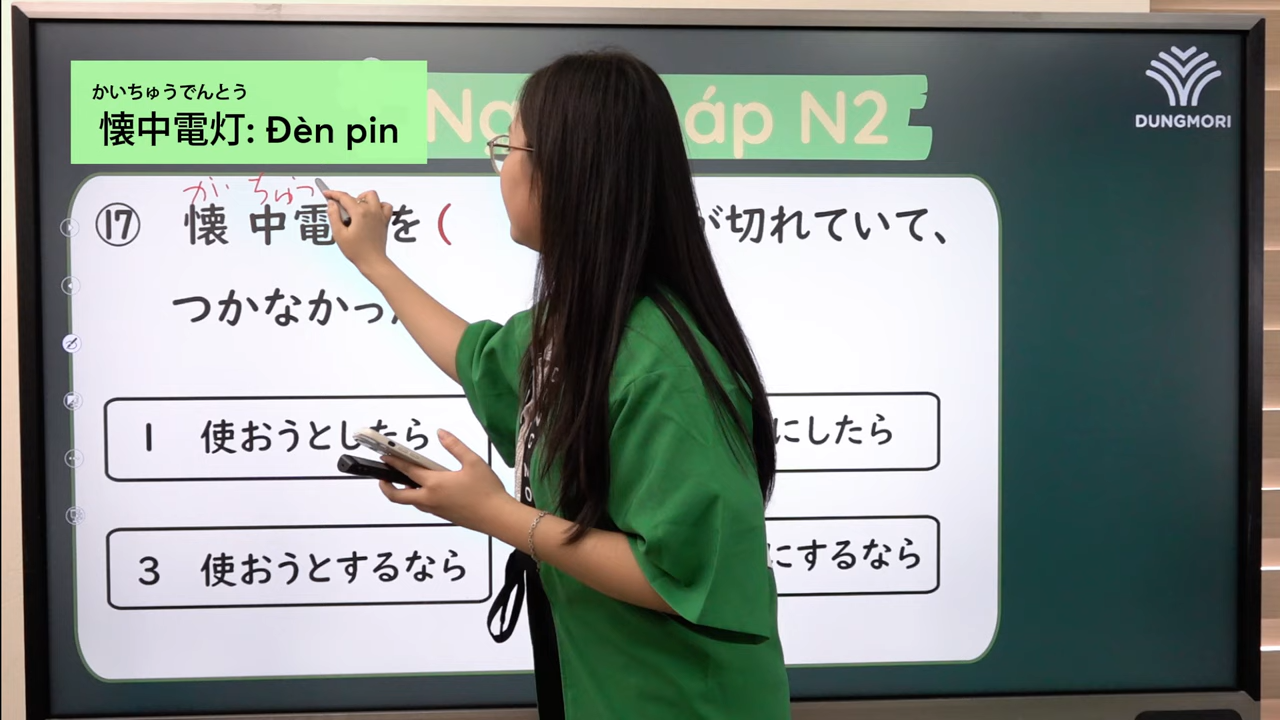 かいちゅうでんとう
懐中電灯: Đèn pin
áp N2
DUNGMORI
が ちゅう
⑰ 懐中電 を ( が切れていて、
つかなかっ
1 使おうとしたら
にしたら
3 使おうとするなら
にするなら